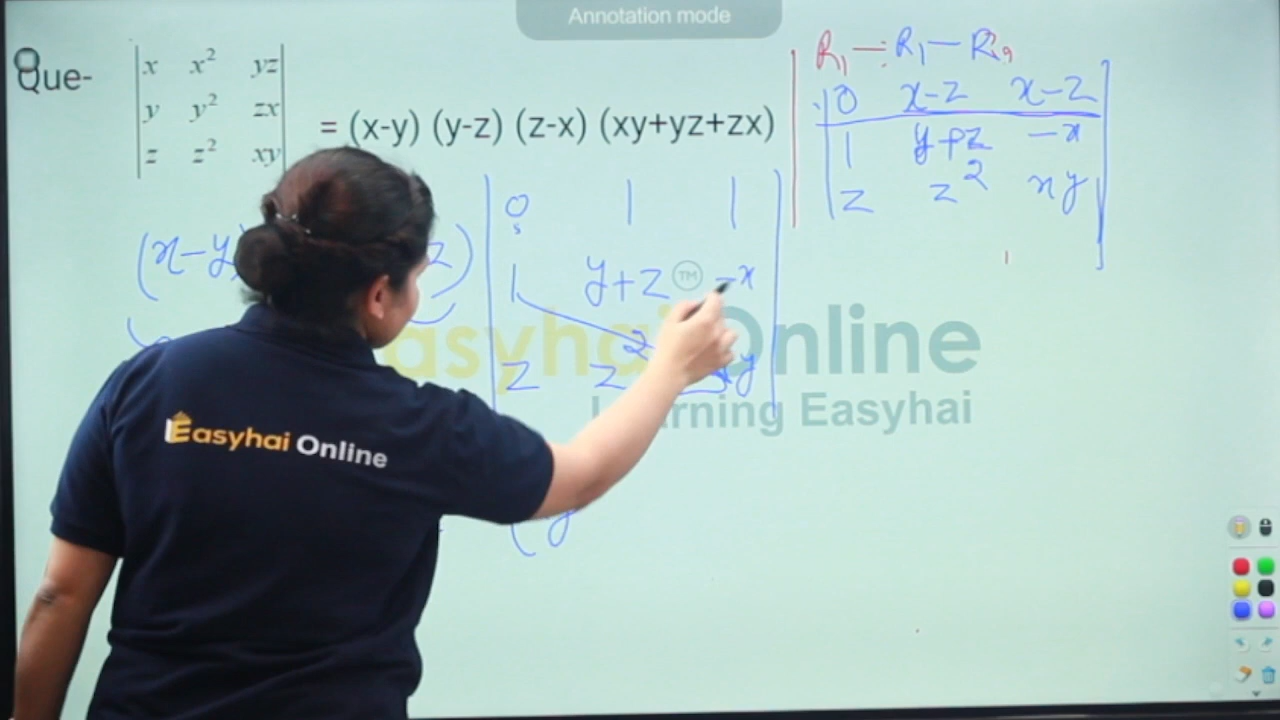 Annotation mode
Que-
x x² yz
y y² zx
z z² xy
= (x-y) (y-z) (z-x) (xy+yz+zx)
R₁ → R₁ — R₂
0 x-z x-z
1 y+z -x
z z² xy
(x-y) z)
0 1 1
1 y+z -x
z z² y
(y
TM
Easyhai Online
Learning Easyhai
Easyhai Online